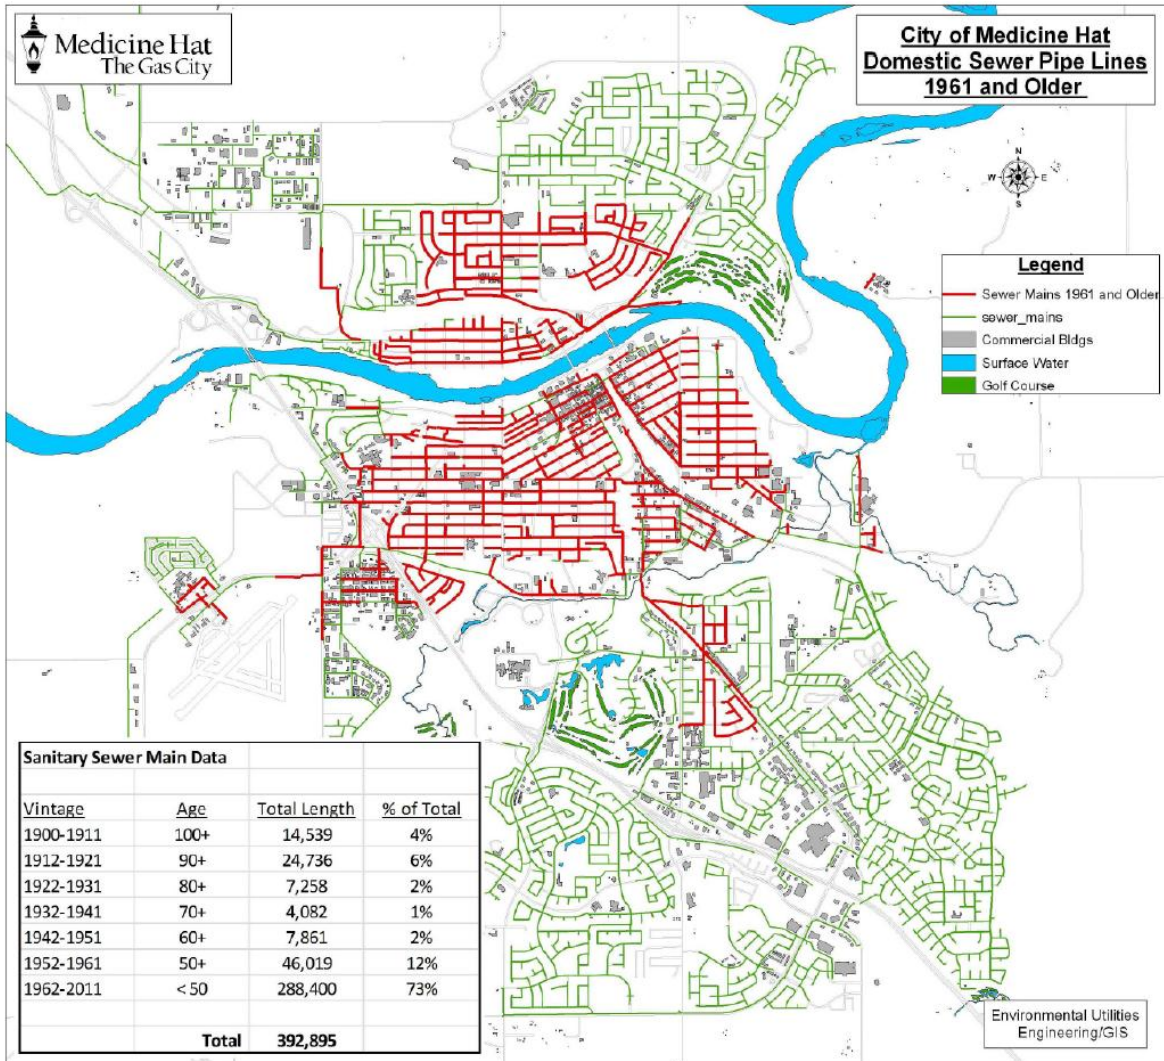 Medicine Hat
The Gas City
City of Medicine Hat
Domestic Sewer Pipe Lines
1961 and Older
N
W E
S
Legend
Sewer Mains 1961 and Older
sewer_mains
Commercial Bldgs
Surface Water
Golf Course
Sanitary Sewer Main Data
Vintage Age Total Length % of Total
1900-1911 100+ 14,539 4%
1912-1921 90+ 24,736 6%
1922-1931 80+ 7,258 2%
1932-1941 70+ 4,082 1%
1942-1951 60+ 7,861 2%
1952-1961 50+ 46,019 12%
1962-2011 < 50 288,400 73%
Total 392,895
Environmental Utilities
Engineering/GIS